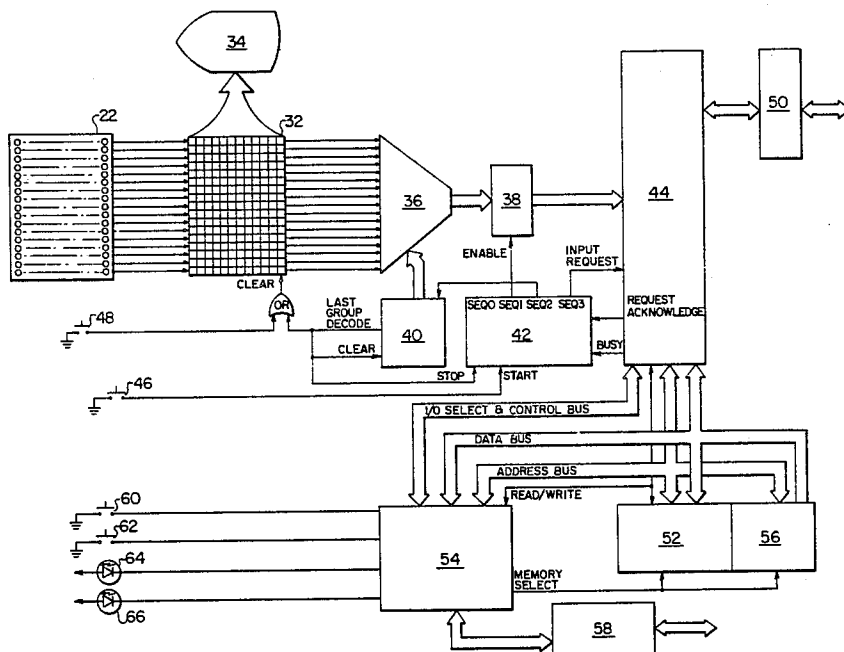 34
22
32
36
38
44
50
ENABLE
INPUT
REQUEST
CLEAR
OR
SEQ0 SEQ1 SEQ2 SEQ3
REQUEST
ACKNOWLEDGE
48
LAST
GROUP
DECODE
40
42
CLEAR
BUSY
STOP
START
46
I/O SELECT & CONTROL BUS
DATA BUS
ADDRESS BUS
READ/WRITE
60
62
54
52
56
64
MEMORY
SELECT
66
58